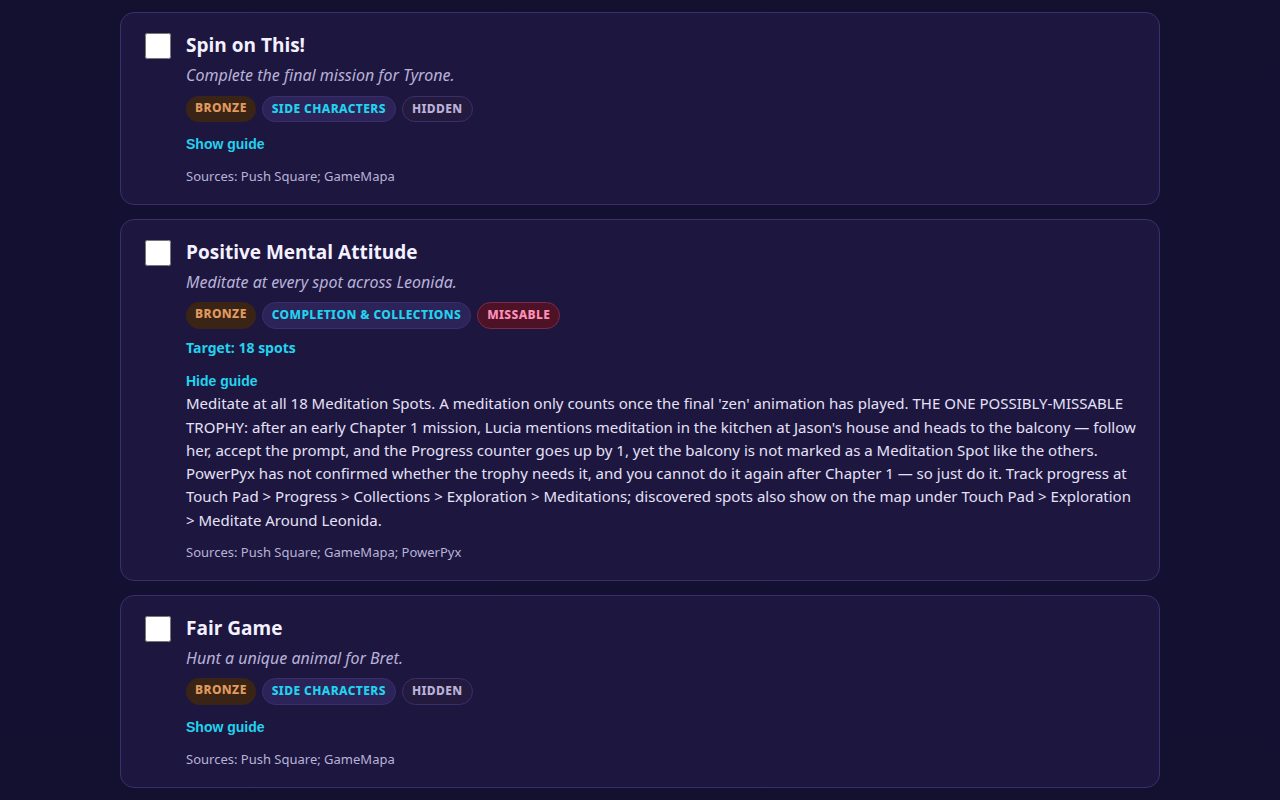 Spin on This!
Complete the final mission for Tyrone.
BRONZE SIDE CHARACTERS HIDDEN
Show guide
Sources: Push Square; GameMapa
Positive Mental Attitude
Meditate at every spot across Leonida.
BRONZE COMPLETION & COLLECTIONS MISSABLE
Target: 18 spots
Hide guide
Meditate at all 18 Meditation Spots. A meditation only counts once the final 'zen' animation has played. THE ONE POSSIBLY-MISSABLE
TROPHY: after an early Chapter 1 mission, Lucia mentions meditation in the kitchen at Jason's house and heads to the balcony — follow
her, accept the prompt, and the Progress counter goes up by 1, yet the balcony is not marked as a Meditation Spot like the others.
PowerPyx has not confirmed whether the trophy needs it, and you cannot do it again after Chapter 1 — so just do it. Track progress at
Touch Pad > Progress > Collections > Exploration > Meditations; discovered spots also show on the map under Touch Pad > Exploration
> Meditate Around Leonida.
Sources: Push Square; GameMapa; PowerPyx
Fair Game
Hunt a unique animal for Bret.
BRONZE SIDE CHARACTERS HIDDEN
Show guide
Sources: Push Square; GameMapa